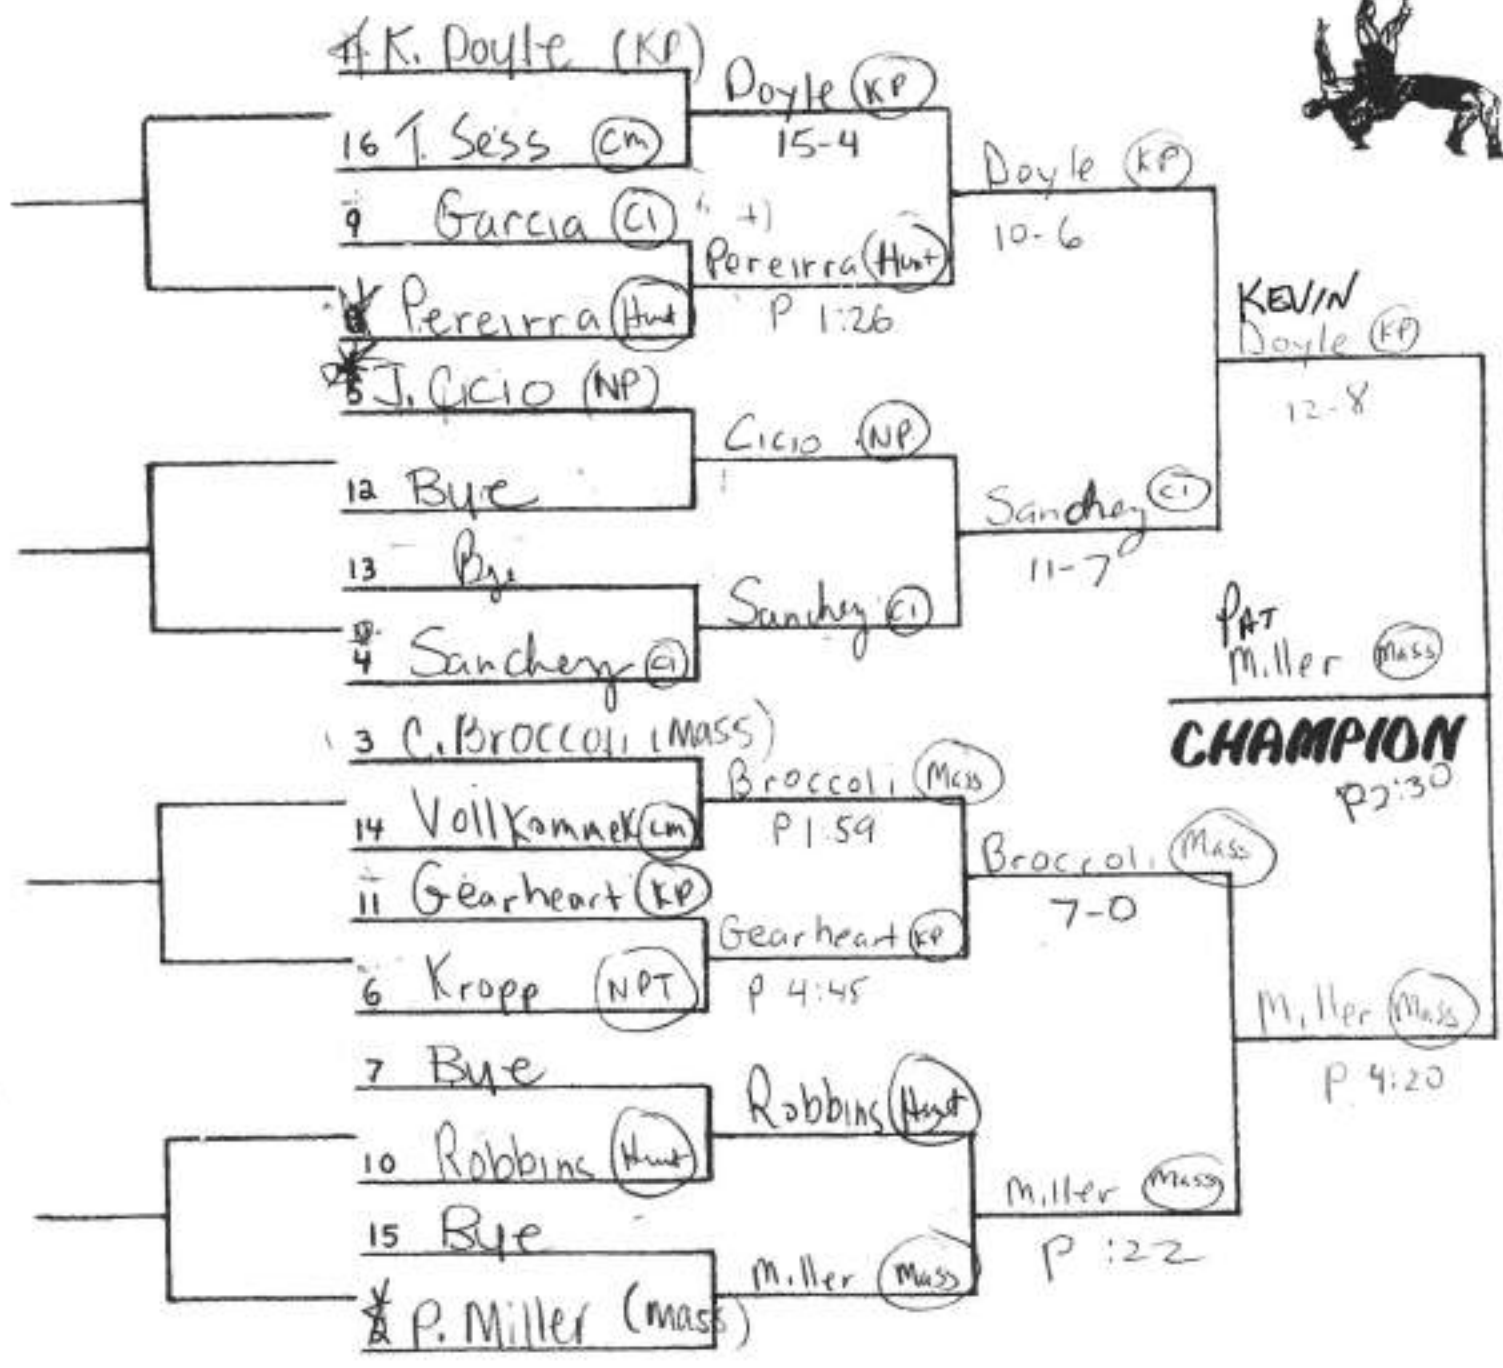 K. Doyle (KP)
16 T. Sess CM
9 Garcia CI
Pereirra Hunt
5 J. Cicio (NP)
12 Bye
13 Bye
4 Sanchez CI
3 C. BROCCOLI (MASS)
14 Vollkommer CM
11 Gearheart KP
6 Kropp NPT
7 Bye
10 Robbins Hunt
15 Bye
2 P. Miller (Mass)
Doyle KP
15-4
Pereirra Hunt
P 1:26
Cicio NP
Sanchez CI
Broccoli Mass
P 1:59
Gearheart KP
P 4:45
Robbins Hunt
Miller Mass
Doyle KP
10-6
Sanchez CI
11-7
Broccoli Mass
7-0
Miller Mass
P :22
KEVIN
Doyle KP
12-8
Miller Mass
P 4:20
PAT
Miller Mass
CHAMPION
P 2:30